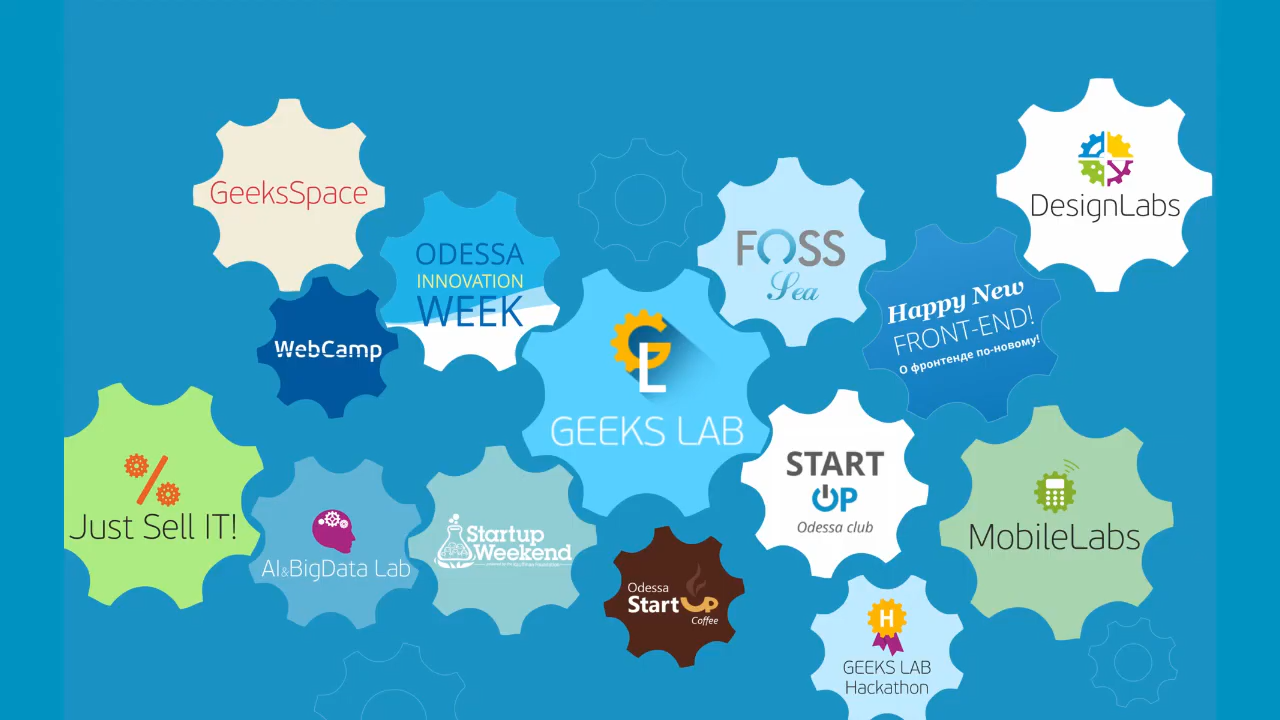 GeeksSpace
DesignLabs
ODESSA
INNOVATION
WEEK
FOSS
Sea
Happy New
FRONT-END!
О фронтенде по-новому!
WebCamp
GL
GEEKS LAB
START
UP
Odessa club
Just Sell IT!
AI&BigData Lab
Startup
Weekend
Odessa
StartUP
Coffee
MobileLabs
H
GEEKS LAB
Hackathon